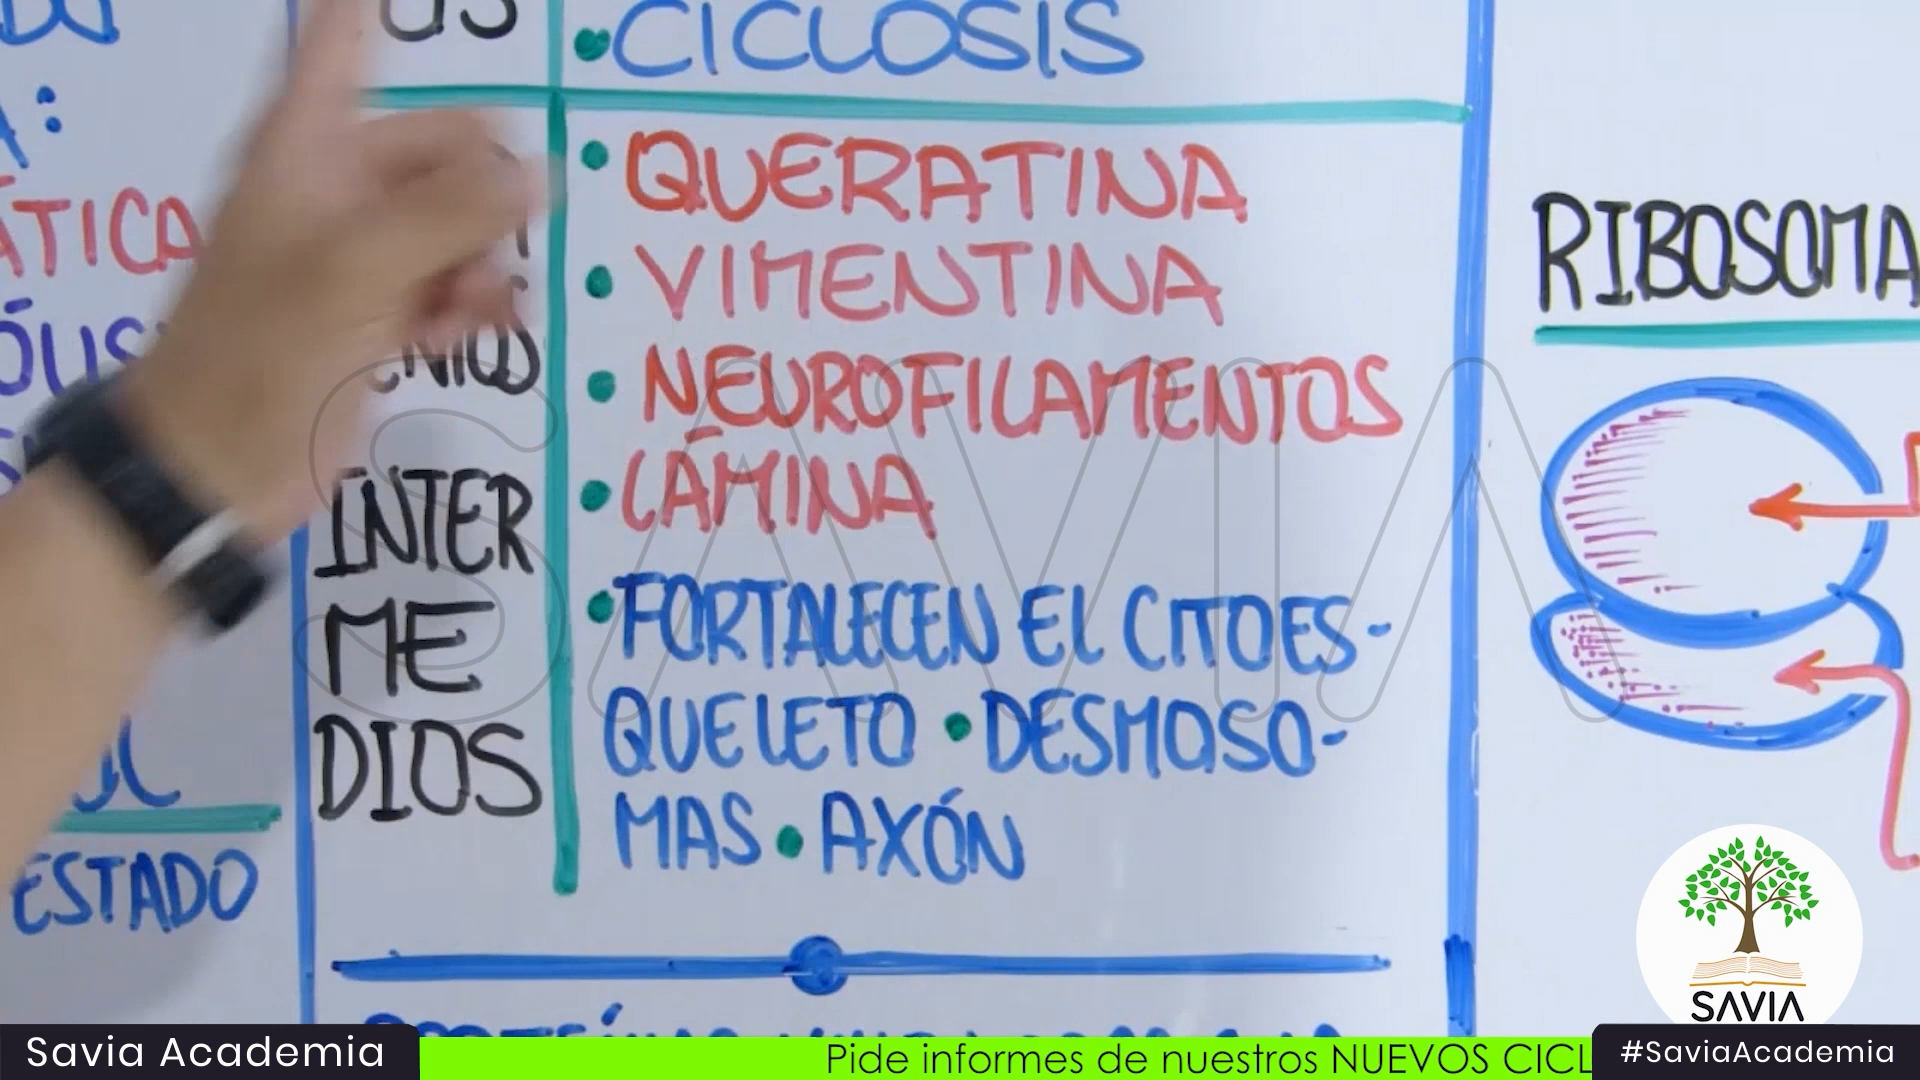 CICLOSIS
QUERATINA
VIMENTINA
NEUROFILAMENTOS
LÁMINA
INTER
ME
DIOS
FORTALECEN EL CITOES-
QUELETO • DESMOSO-
MAS • AXÓN
ESTADO
RIBOSOMA
SAVIA
SAVIA
Savia Academia
Pide informes de nuestros NUEVOS CICL
#SaviaAcademia